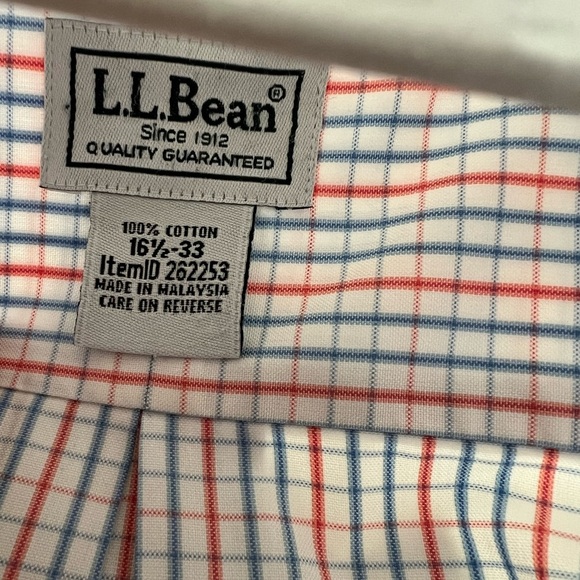 L.L.Bean®
Since 1912
QUALITY GUARANTEED
100% COTTON
16½-33
ItemID 262253
MADE IN MALAYSIA
CARE ON REVERSE